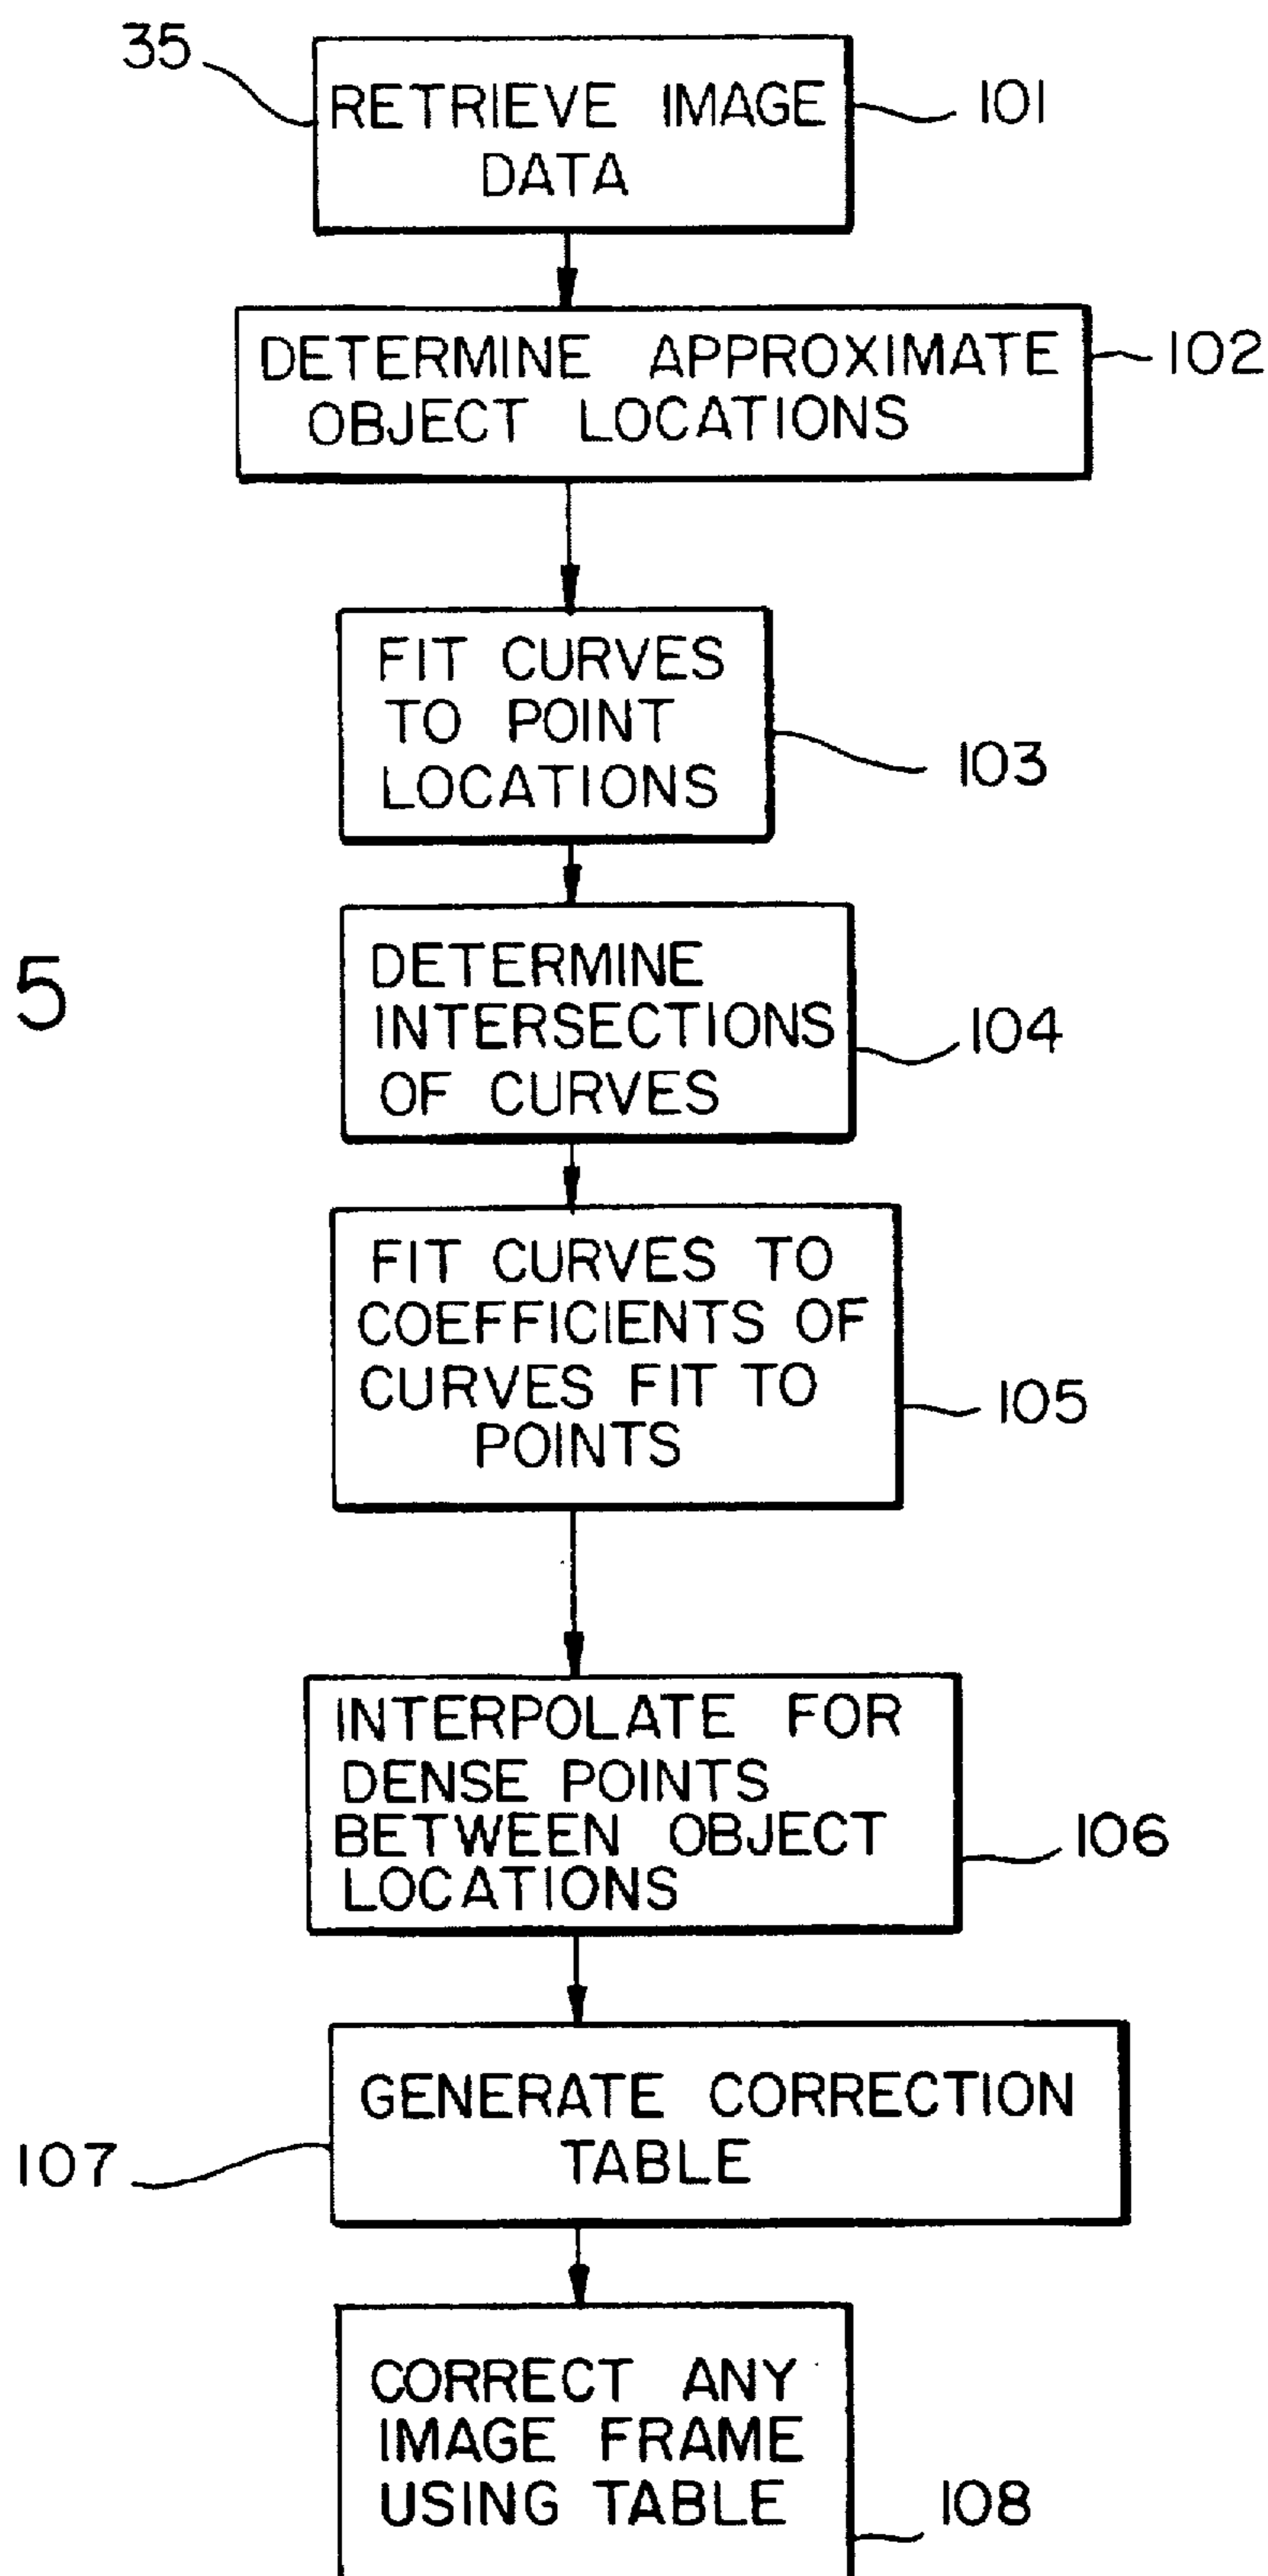 35
RETRIEVE IMAGE
DATA
101
DETERMINE APPROXIMATE
OBJECT LOCATIONS
102
FIT CURVES
TO POINT
LOCATIONS
103
5
DETERMINE
INTERSECTIONS
OF CURVES
104
FIT CURVES TO
COEFFICIENTS OF
CURVES FIT TO
POINTS
105
INTERPOLATE FOR
DENSE POINTS
BETWEEN OBJECT
LOCATIONS
106
GENERATE CORRECTION
TABLE
107
CORRECT ANY
IMAGE FRAME
USING TABLE
108